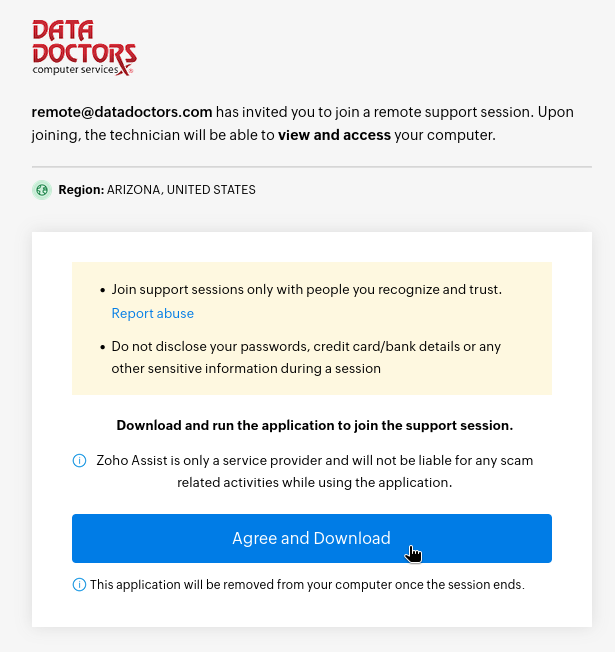 DATA
DOCTORS
computer services
remote@datadoctors.com has invited you to join a remote support session. Upon
joining, the technician will be able to view and access your computer.
Region: ARIZONA, UNITED STATES
• Join support sessions only with people you recognize and trust.
Report abuse
• Do not disclose your passwords, credit card/bank details or any
other sensitive information during a session
Download and run the application to join the support session.
Zoho Assist is only a service provider and will not be liable for any scam
related activities while using the application.
Agree and Download
This application will be removed from your computer once the session ends.